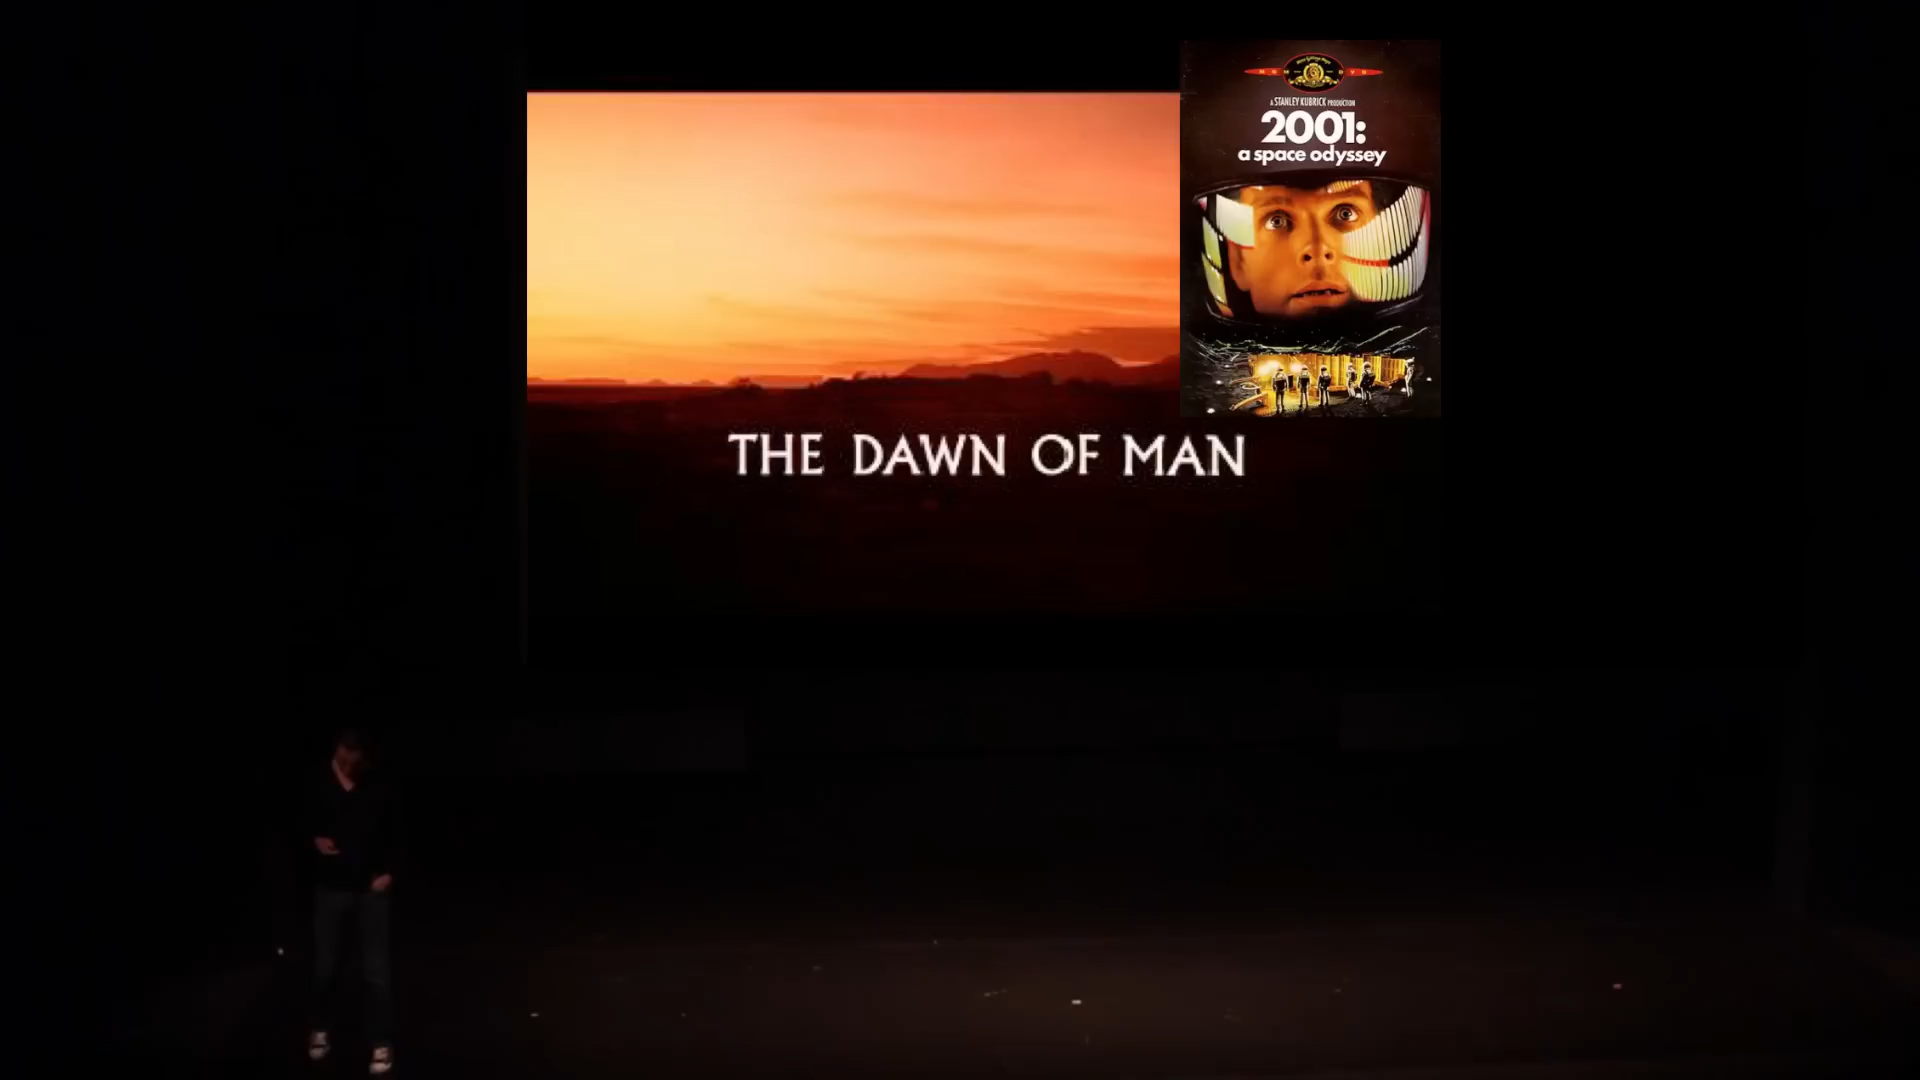 A STANLEY KUBRICK PRODUCTION
2001:
a space odyssey
THE DAWN OF MAN